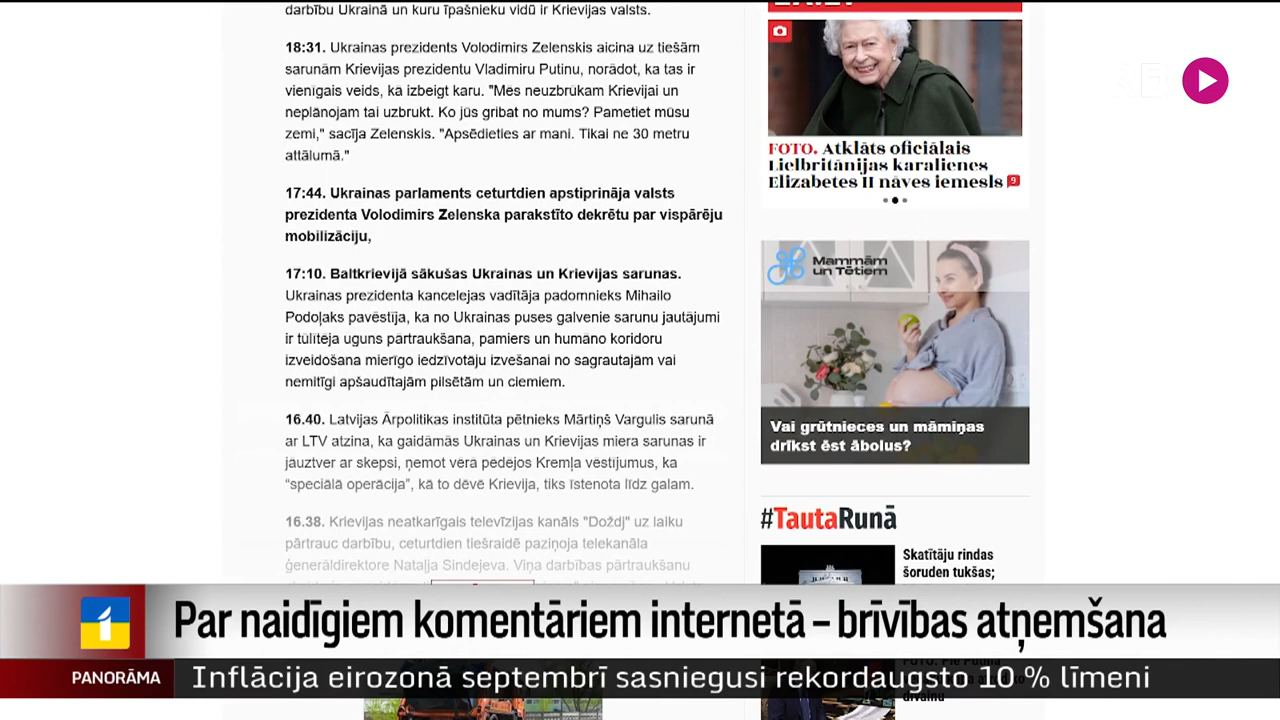 darbību Ukrainā un kuru īpašnieku vidū ir Krievijas valsts.
18:31. Ukrainas prezidents Volodimirs Zelenskis aicina uz tiešām
sarunām Krievijas prezidentu Vladimiru Putinu, norādot, ka tas ir
vienīgais veids, kā izbeigt karu. "Mēs neuzbrūkam Krievijai un
neplānojam tai uzbrukt. Ko jūs gribat no mums? Pametiet mūsu
zemi," sacīja Zelenskis. "Apsēdieties ar mani. Tikai ne 30 metru
attālumā."
17:44. Ukrainas parlaments ceturtdien apstiprināja valsts
prezidenta Volodimirs Zelenska parakstīto dekrētu par vispārēju
mobilizāciju,
17:10. Baltkrievijā sākušas Ukrainas un Krievijas sarunas.
Ukrainas prezidenta kancelejas vadītāja padomnieks Mihailo
Podoļaks pavēstīja, ka no Ukrainas puses galvenie sarunu jautājumi
ir tūlītēja uguns pārtraukšana, pamiers un humāno koridoru
izveidošana mierīgo iedzīvotāju izvešanai no sagrautajām vai
nemitīgi apšaudītajām pilsētām un ciemiem.
16.40. Latvijas Ārpolitikas institūta pētnieks Mārtiņš Vargulis sarunā
ar LTV atzina, ka gaidāmās Ukrainas un Krievijas miera sarunas ir
jāuztver ar skepsi, ņemot vērā pēdējos Kremļa vēstījumus, ka
“speciālā operācija”, kā to dēvē Krievija, tiks īstenota līdz galam.
16.38. Krievijas neatkarīgais televīzijas kanāls "Doždj" uz laiku
pārtrauc darbību, ceturtdien tiešraidē paziņoja telekanāla
ģenerāldirektore Nataļja Sindejeva. Viņa darbības pārtraukšanu
FOTO. Atklāts oficiālais
Lielbritānijas karalienes
Elizabetes II nāves iemesls 9
Mammām
un Tētiem
Vai grūtnieces un māmiņas
drīkst ēst ābolus?
#TautaRunā
Skatītāju rindas
šoruden tukšas;
1
Par naidīgiem komentāriem internetā – brīvības atņemšana
PANORĀMA
Inflācija eirozonā septembrī sasniegusi rekordaugsto 10 % līmeni